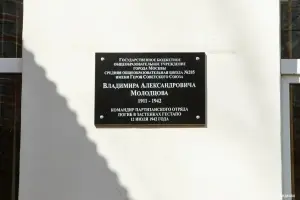 Государственное бюджетное
общеобразовательное учреждение
города Москвы
средняя общеобразовательная школа №285
имени Героя Советского Союза
Владимира Александровича
Молодцова
1911 - 1942
командир партизанского отряда
погиб в застенках гестапо
12 июля 1942 года